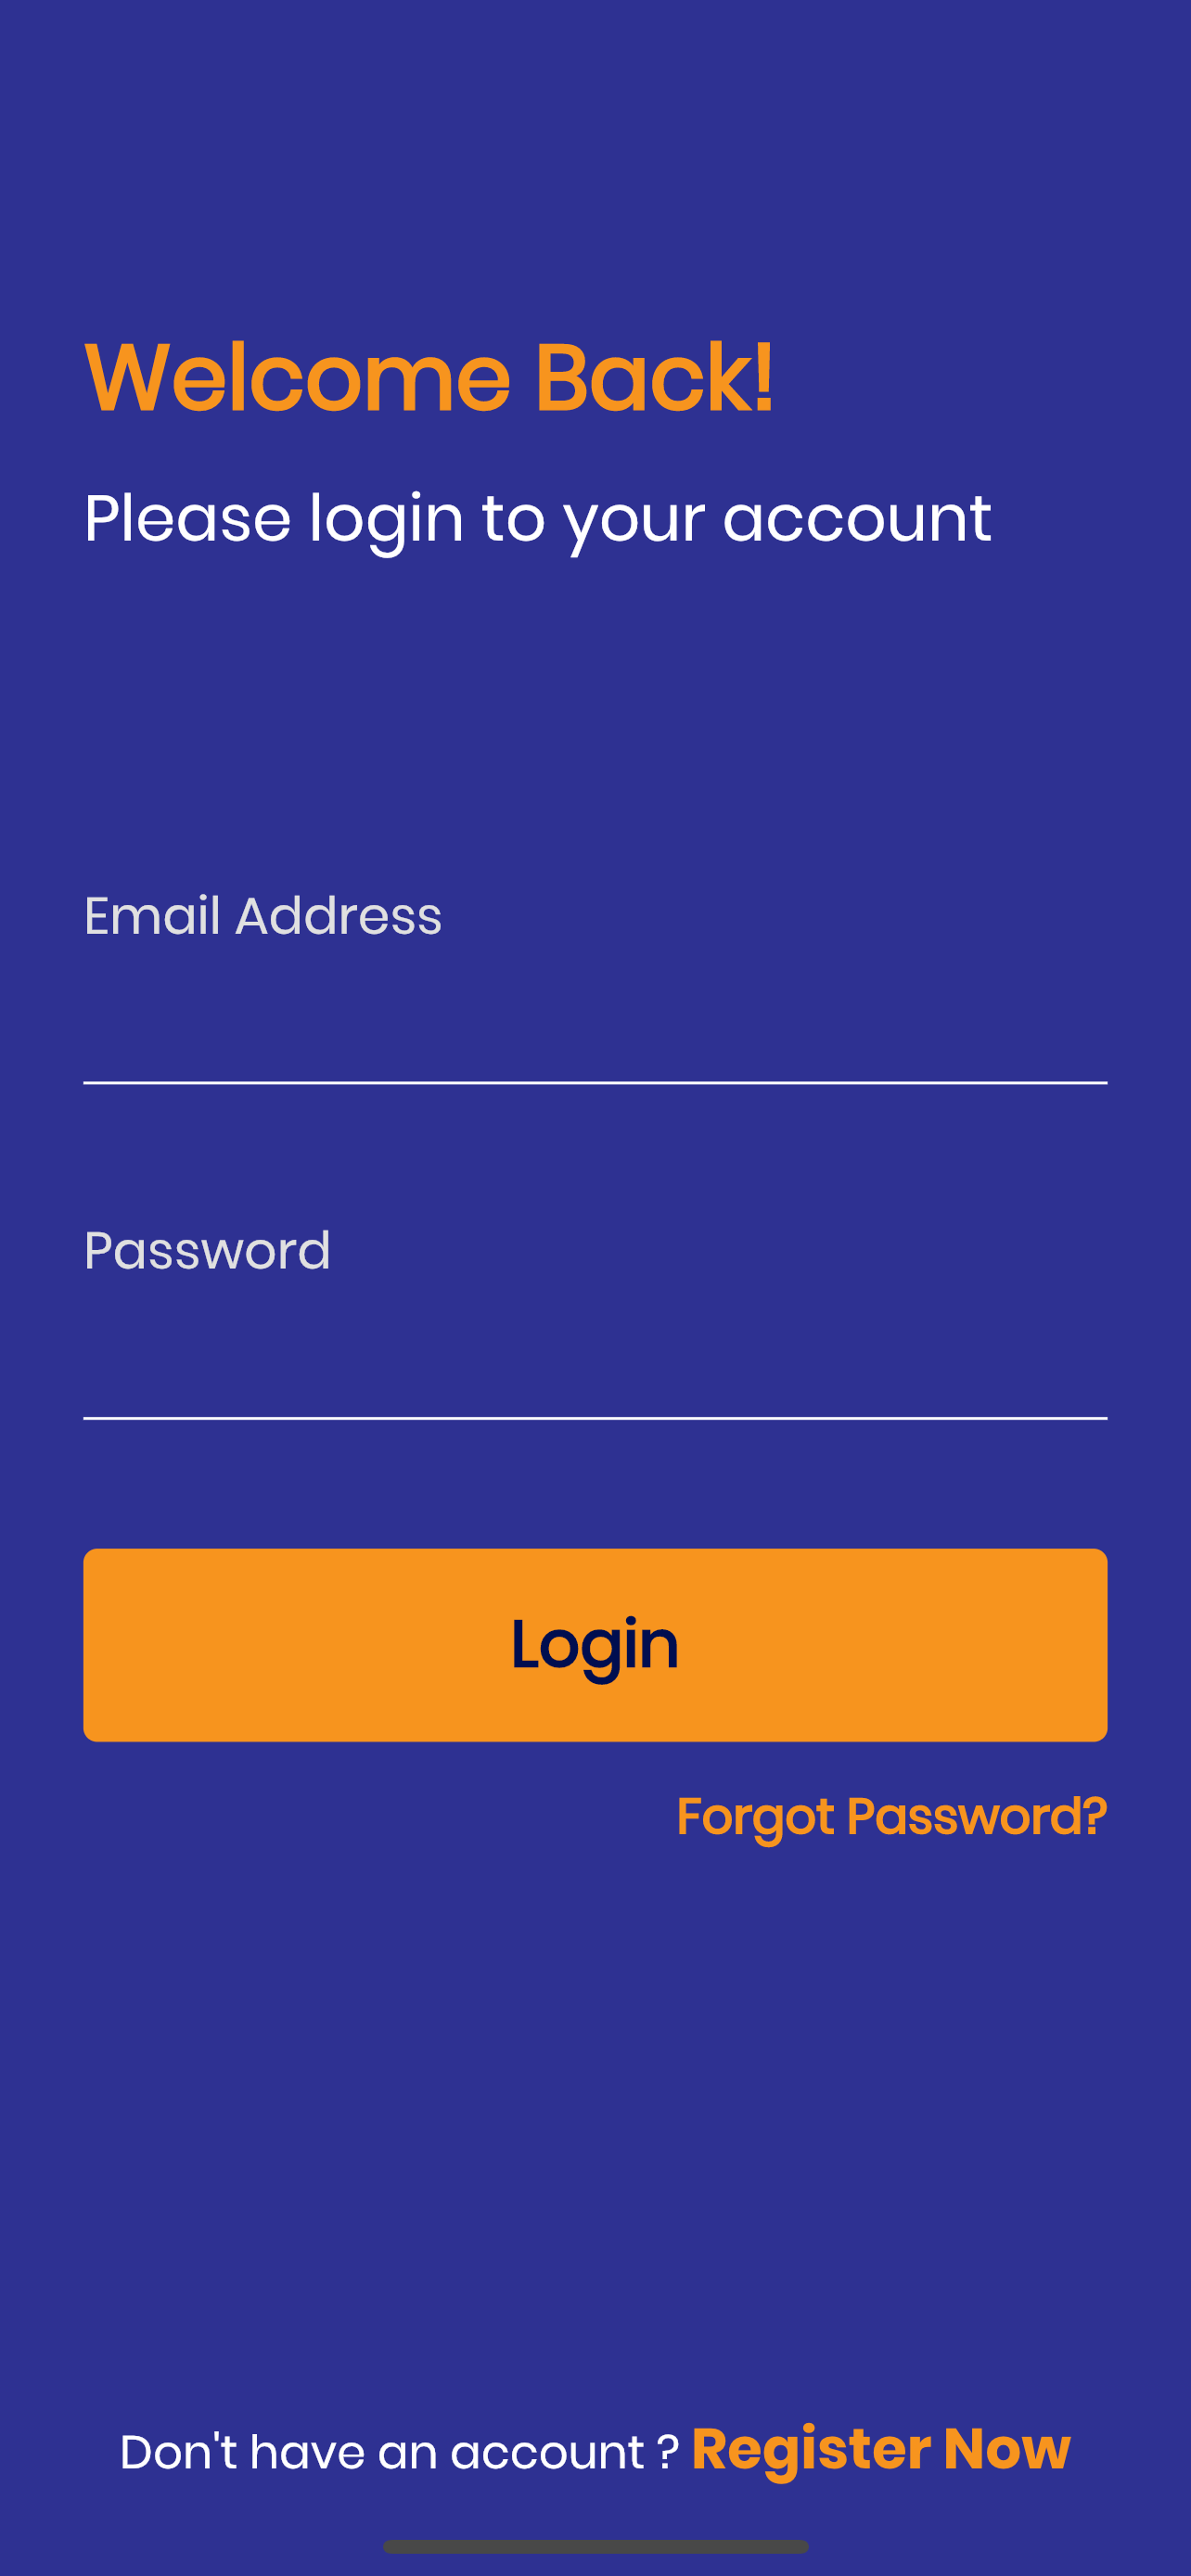 Welcome Back!
Please login to your account
Email Address
Password
Login
Forgot Password?
Don't have an account ? Register Now